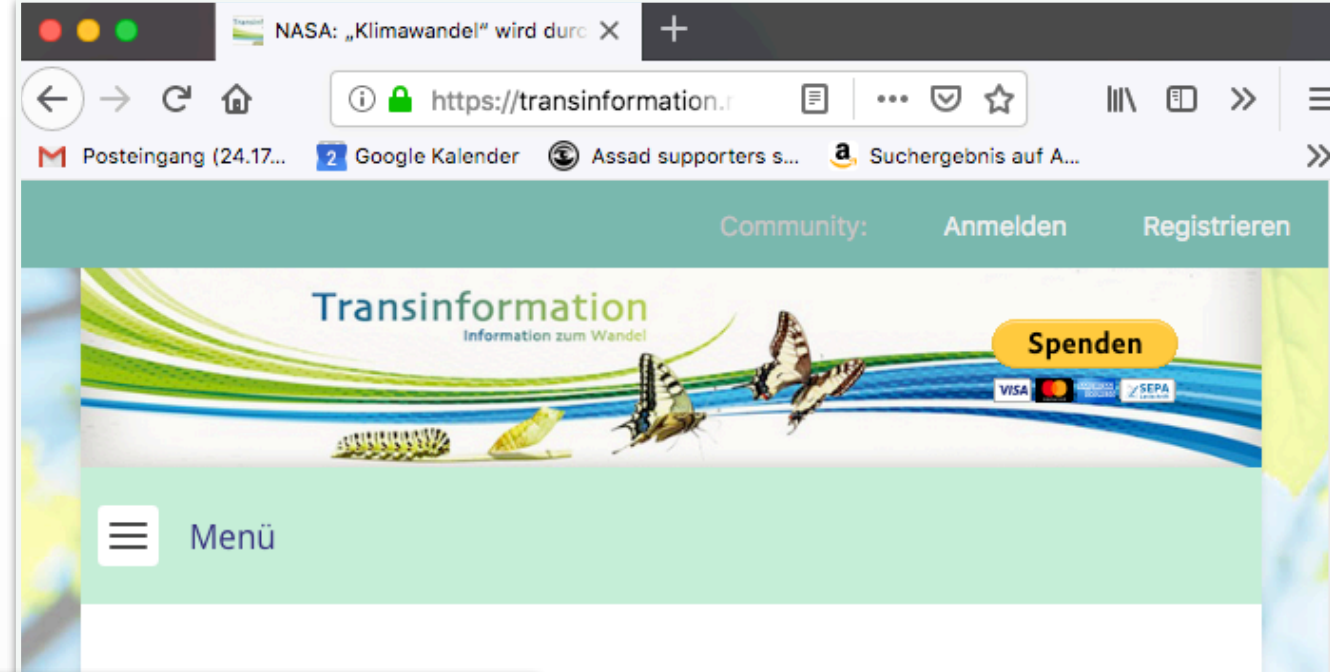 NASA: „Klimawandel“ wird durc
https://transinformation.
Posteingang (24.17... 2 Google Kalender Assad supporters s... a Suchergebnis auf A...
Community: Anmelden Registrieren
Transinformation
Information zum Wandel
Spenden
VISA SEPA
Menü